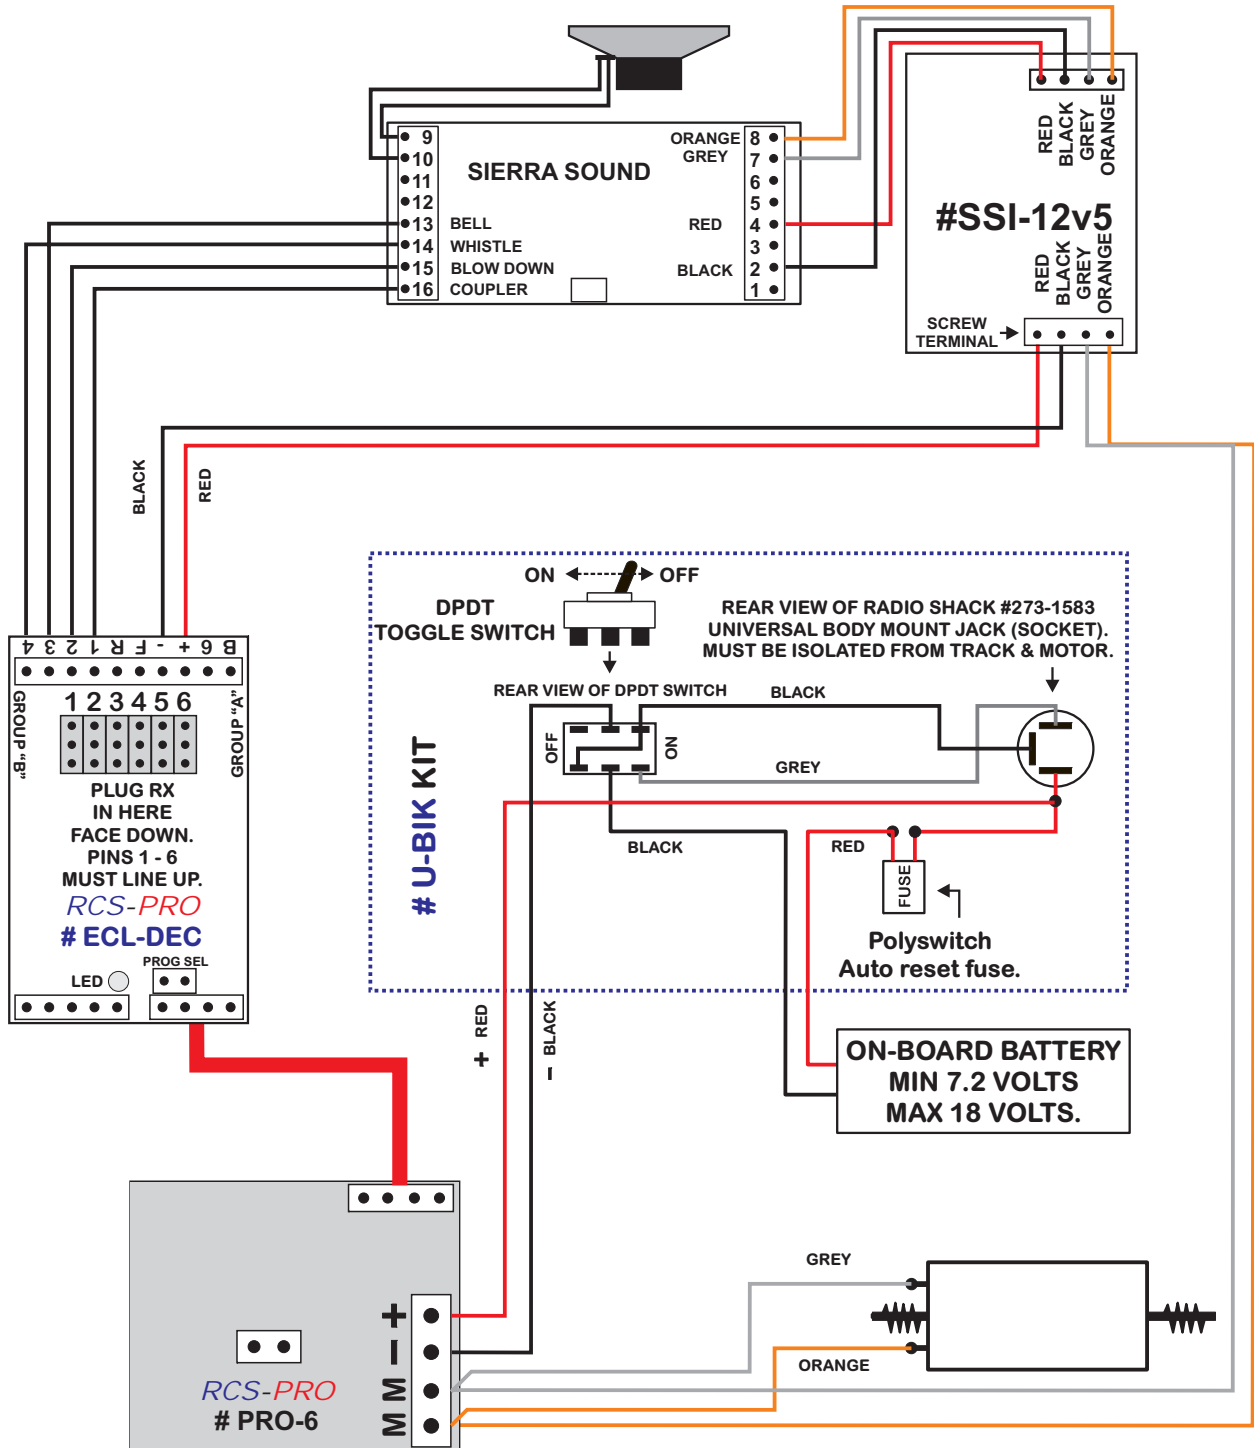 9
10
11
12
13 BELL
14 WHISTLE
15 BLOW DOWN
16 COUPLER
SIERRA SOUND
ORANGE 8
GREY 7
6
5
RED 4
3
BLACK 2
1
RED
BLACK
GREY
ORANGE
#SSI-12v5
RED
BLACK
GREY
ORANGE
SCREW
TERMINAL
BLACK
RED
4 3 2 1 R F - + 6 B
GROUP "B"
GROUP "A"
1 2 3 4 5 6
PLUG RX
IN HERE
FACE DOWN.
PINS 1 - 6
MUST LINE UP.
RCS-PRO
# ECL-DEC
PROG SEL
LED
ON OFF
DPDT
TOGGLE SWITCH
REAR VIEW OF RADIO SHACK #273-1583
UNIVERSAL BODY MOUNT JACK (SOCKET).
MUST BE ISOLATED FROM TRACK & MOTOR.
REAR VIEW OF DPDT SWITCH
BLACK
OFF
ON
GREY
# U-BIK KIT
BLACK
RED
FUSE
Polyswitch
Auto reset fuse.
+ RED
- BLACK
ON-BOARD BATTERY
MIN 7.2 VOLTS
MAX 18 VOLTS.
M M - +
RCS-PRO
# PRO-6
GREY
ORANGE